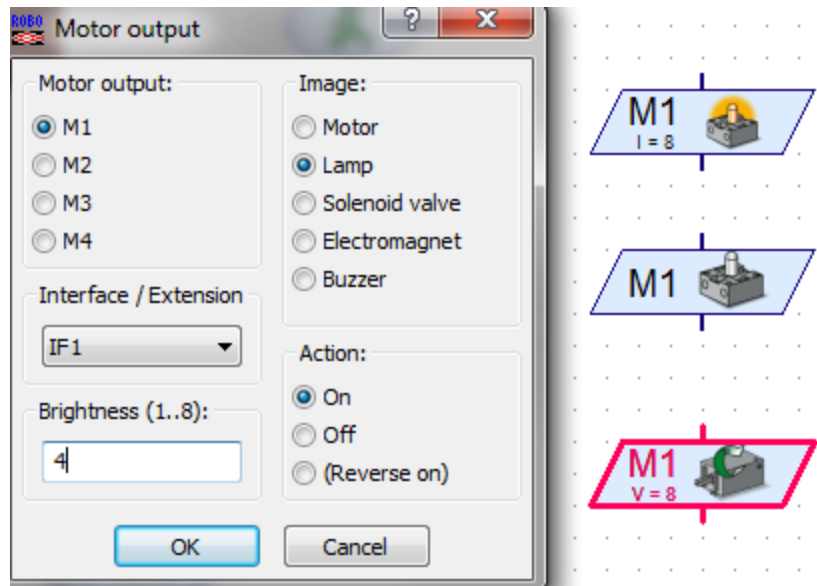 ROBO
Motor output
?
X
Motor output:
M1
M2
M3
M4
Interface / Extension
IF1
Brightness (1..8):
4
Image:
Motor
Lamp
Solenoid valve
Electromagnet
Buzzer
Action:
On
Off
(Reverse on)
OK
Cancel
M1
I = 8
M1
M1
V = 8